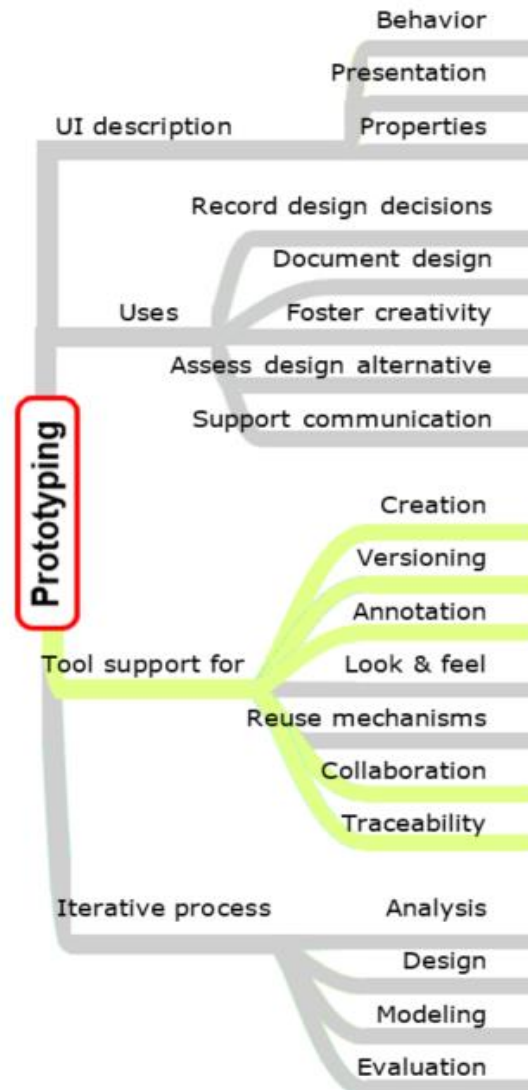 Behavior
Presentation
UI description
Properties
Record design decisions
Document design
Uses
Foster creativity
Assess design alternative
Support communication
Prototyping
Creation
Versioning
Annotation
Tool support for
Look & feel
Reuse mechanisms
Collaboration
Traceability
Iterative process
Analysis
Design
Modeling
Evaluation